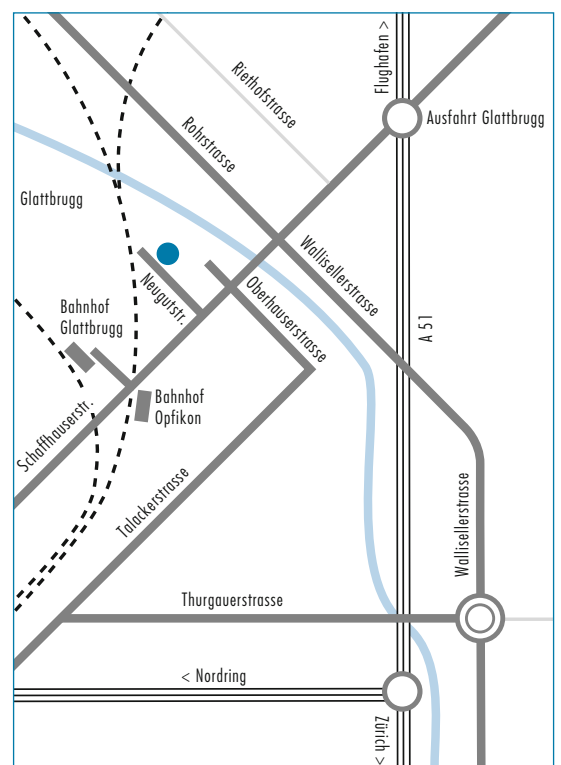 Flughafen >
Riethofstrasse
Ausfahrt Glattbrugg
Rohrstrasse
Glattbrugg
Wallisellerstrasse
Neugutstr.
Oberhauserstrasse
Bahnhof
Glattbrugg
A 51
Bahnhof
Opfikon
Schaffhauserstr.
Talackerstrasse
Wallisellerstrasse
Thurgauerstrasse
< Nordring
Zürich >